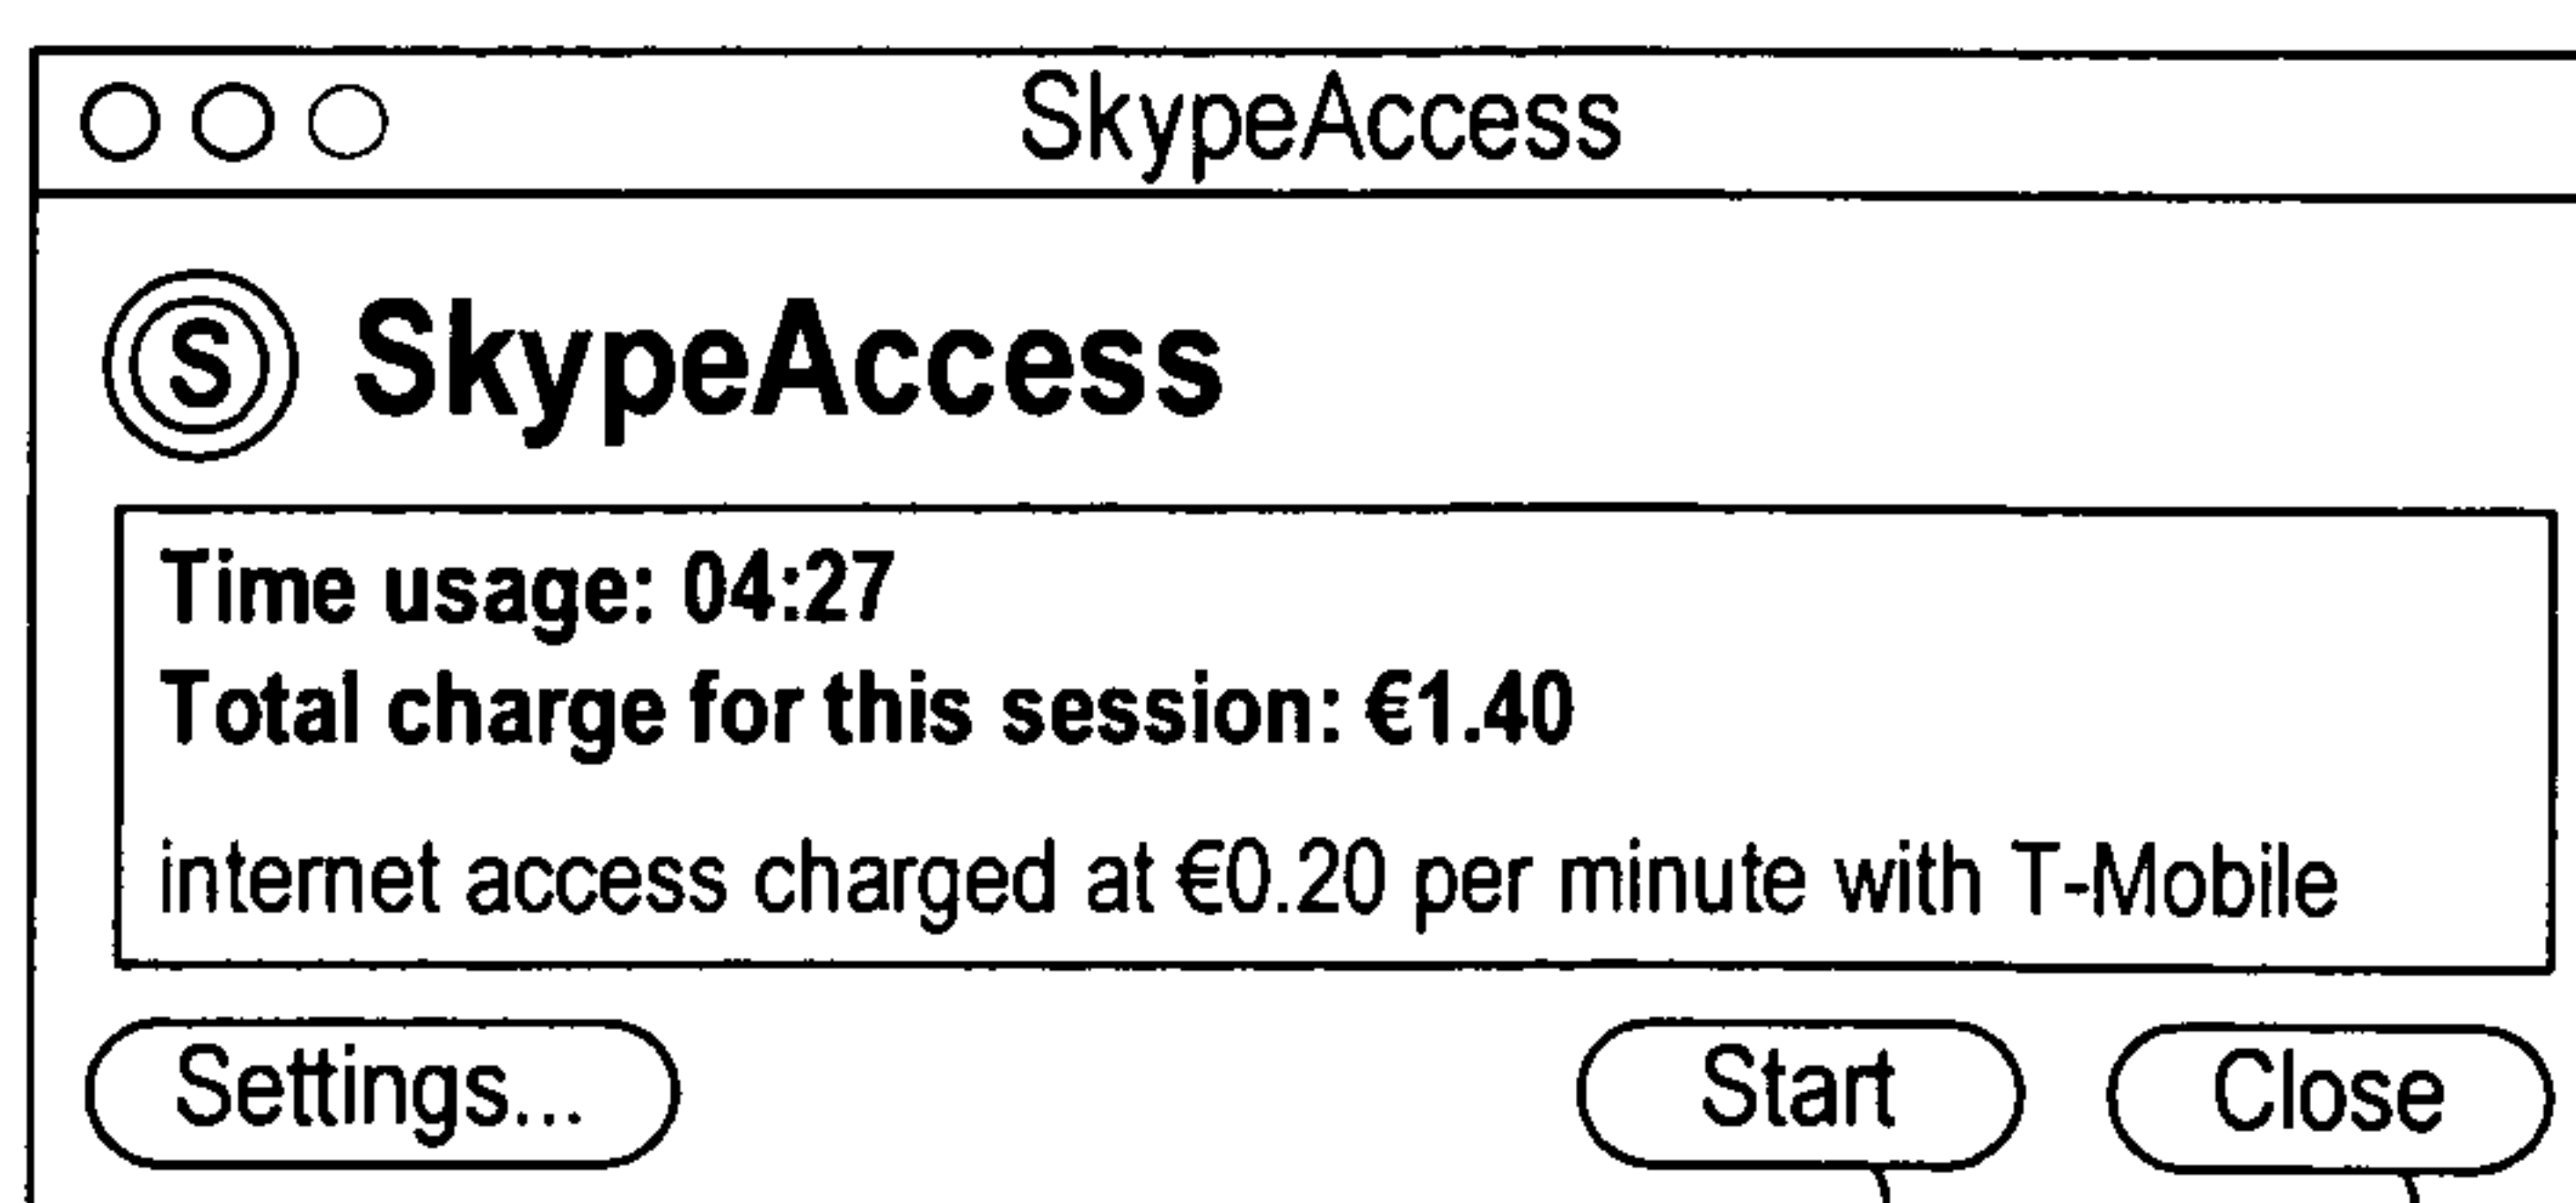 SkypeAccess
S SkypeAccess
Time usage: 04:27
Total charge for this session: €1.40
internet access charged at €0.20 per minute with T-Mobile
Settings... Start Close